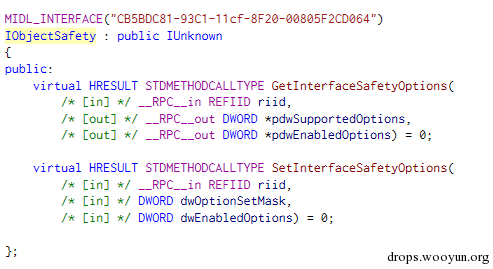 MIDL_INTERFACE("CB5BDC81-93C1-11cf-8F20-00805F2CD064")
IObjectSafety : public IUnknown
{
public:
    virtual HRESULT STDMETHODCALLTYPE GetInterfaceSafetyOptions(
        /* [in] */ __RPC__in REFIID riid,
        /* [out] */ __RPC__out DWORD *pdwSupportedOptions,
        /* [out] */ __RPC__out DWORD *pdwEnabledOptions) = 0;
    virtual HRESULT STDMETHODCALLTYPE SetInterfaceSafetyOptions(
        /* [in] */ __RPC__in REFIID riid,
        /* [in] */ DWORD dwOptionSetMask,
        /* [in] */ DWORD dwEnabledOptions) = 0;
};
drops.wooyun.org